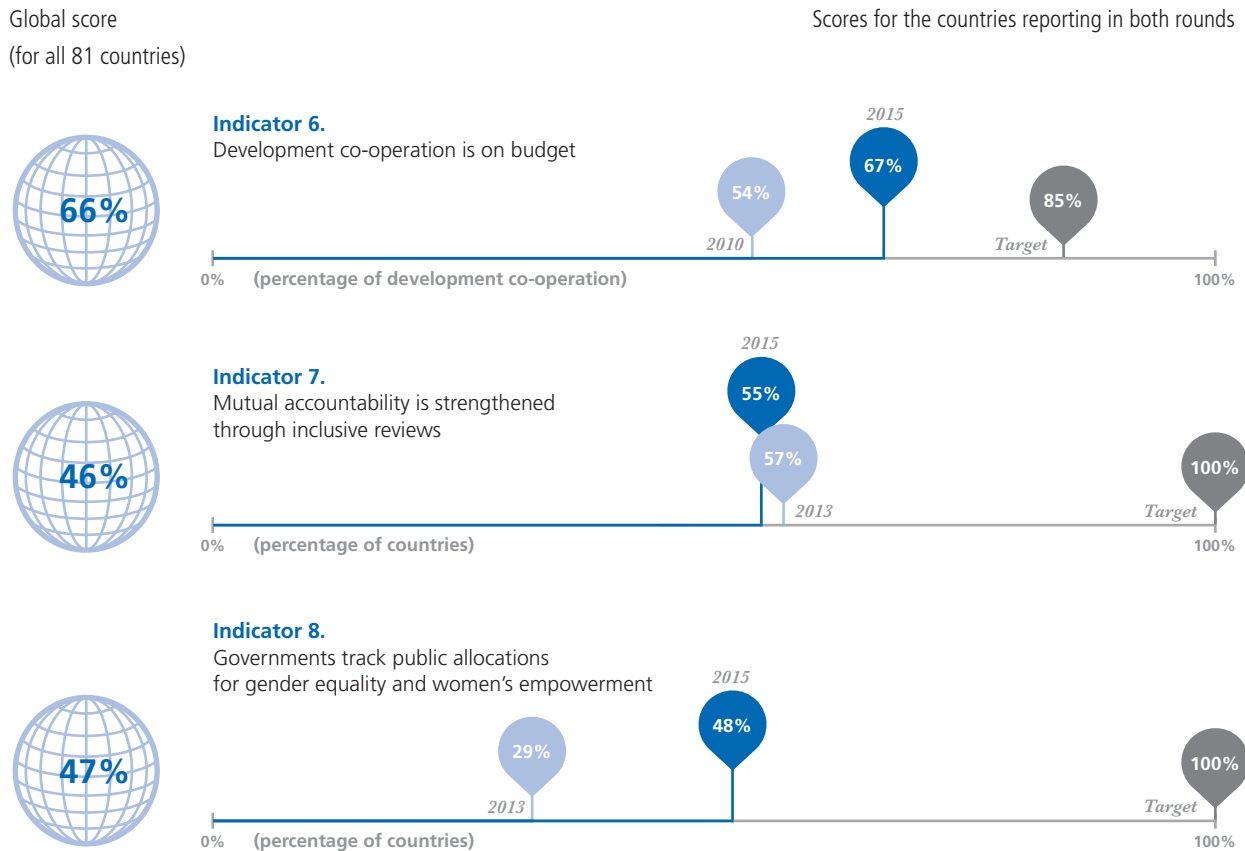 Global score
(for all 81 countries)
Scores for the countries reporting in both rounds
66%
Indicator 6.
Development co-operation is on budget
2015
67%
54%
2010
85%
Target
0%
(percentage of development co-operation)
100%
46%
Indicator 7.
Mutual accountability is strengthened
through inclusive reviews
2015
55%
57%
2013
100%
Target
0%
(percentage of countries)
100%
47%
Indicator 8.
Governments track public allocations
for gender equality and women’s empowerment
2015
48%
29%
2013
100%
Target
0%
(percentage of countries)
100%